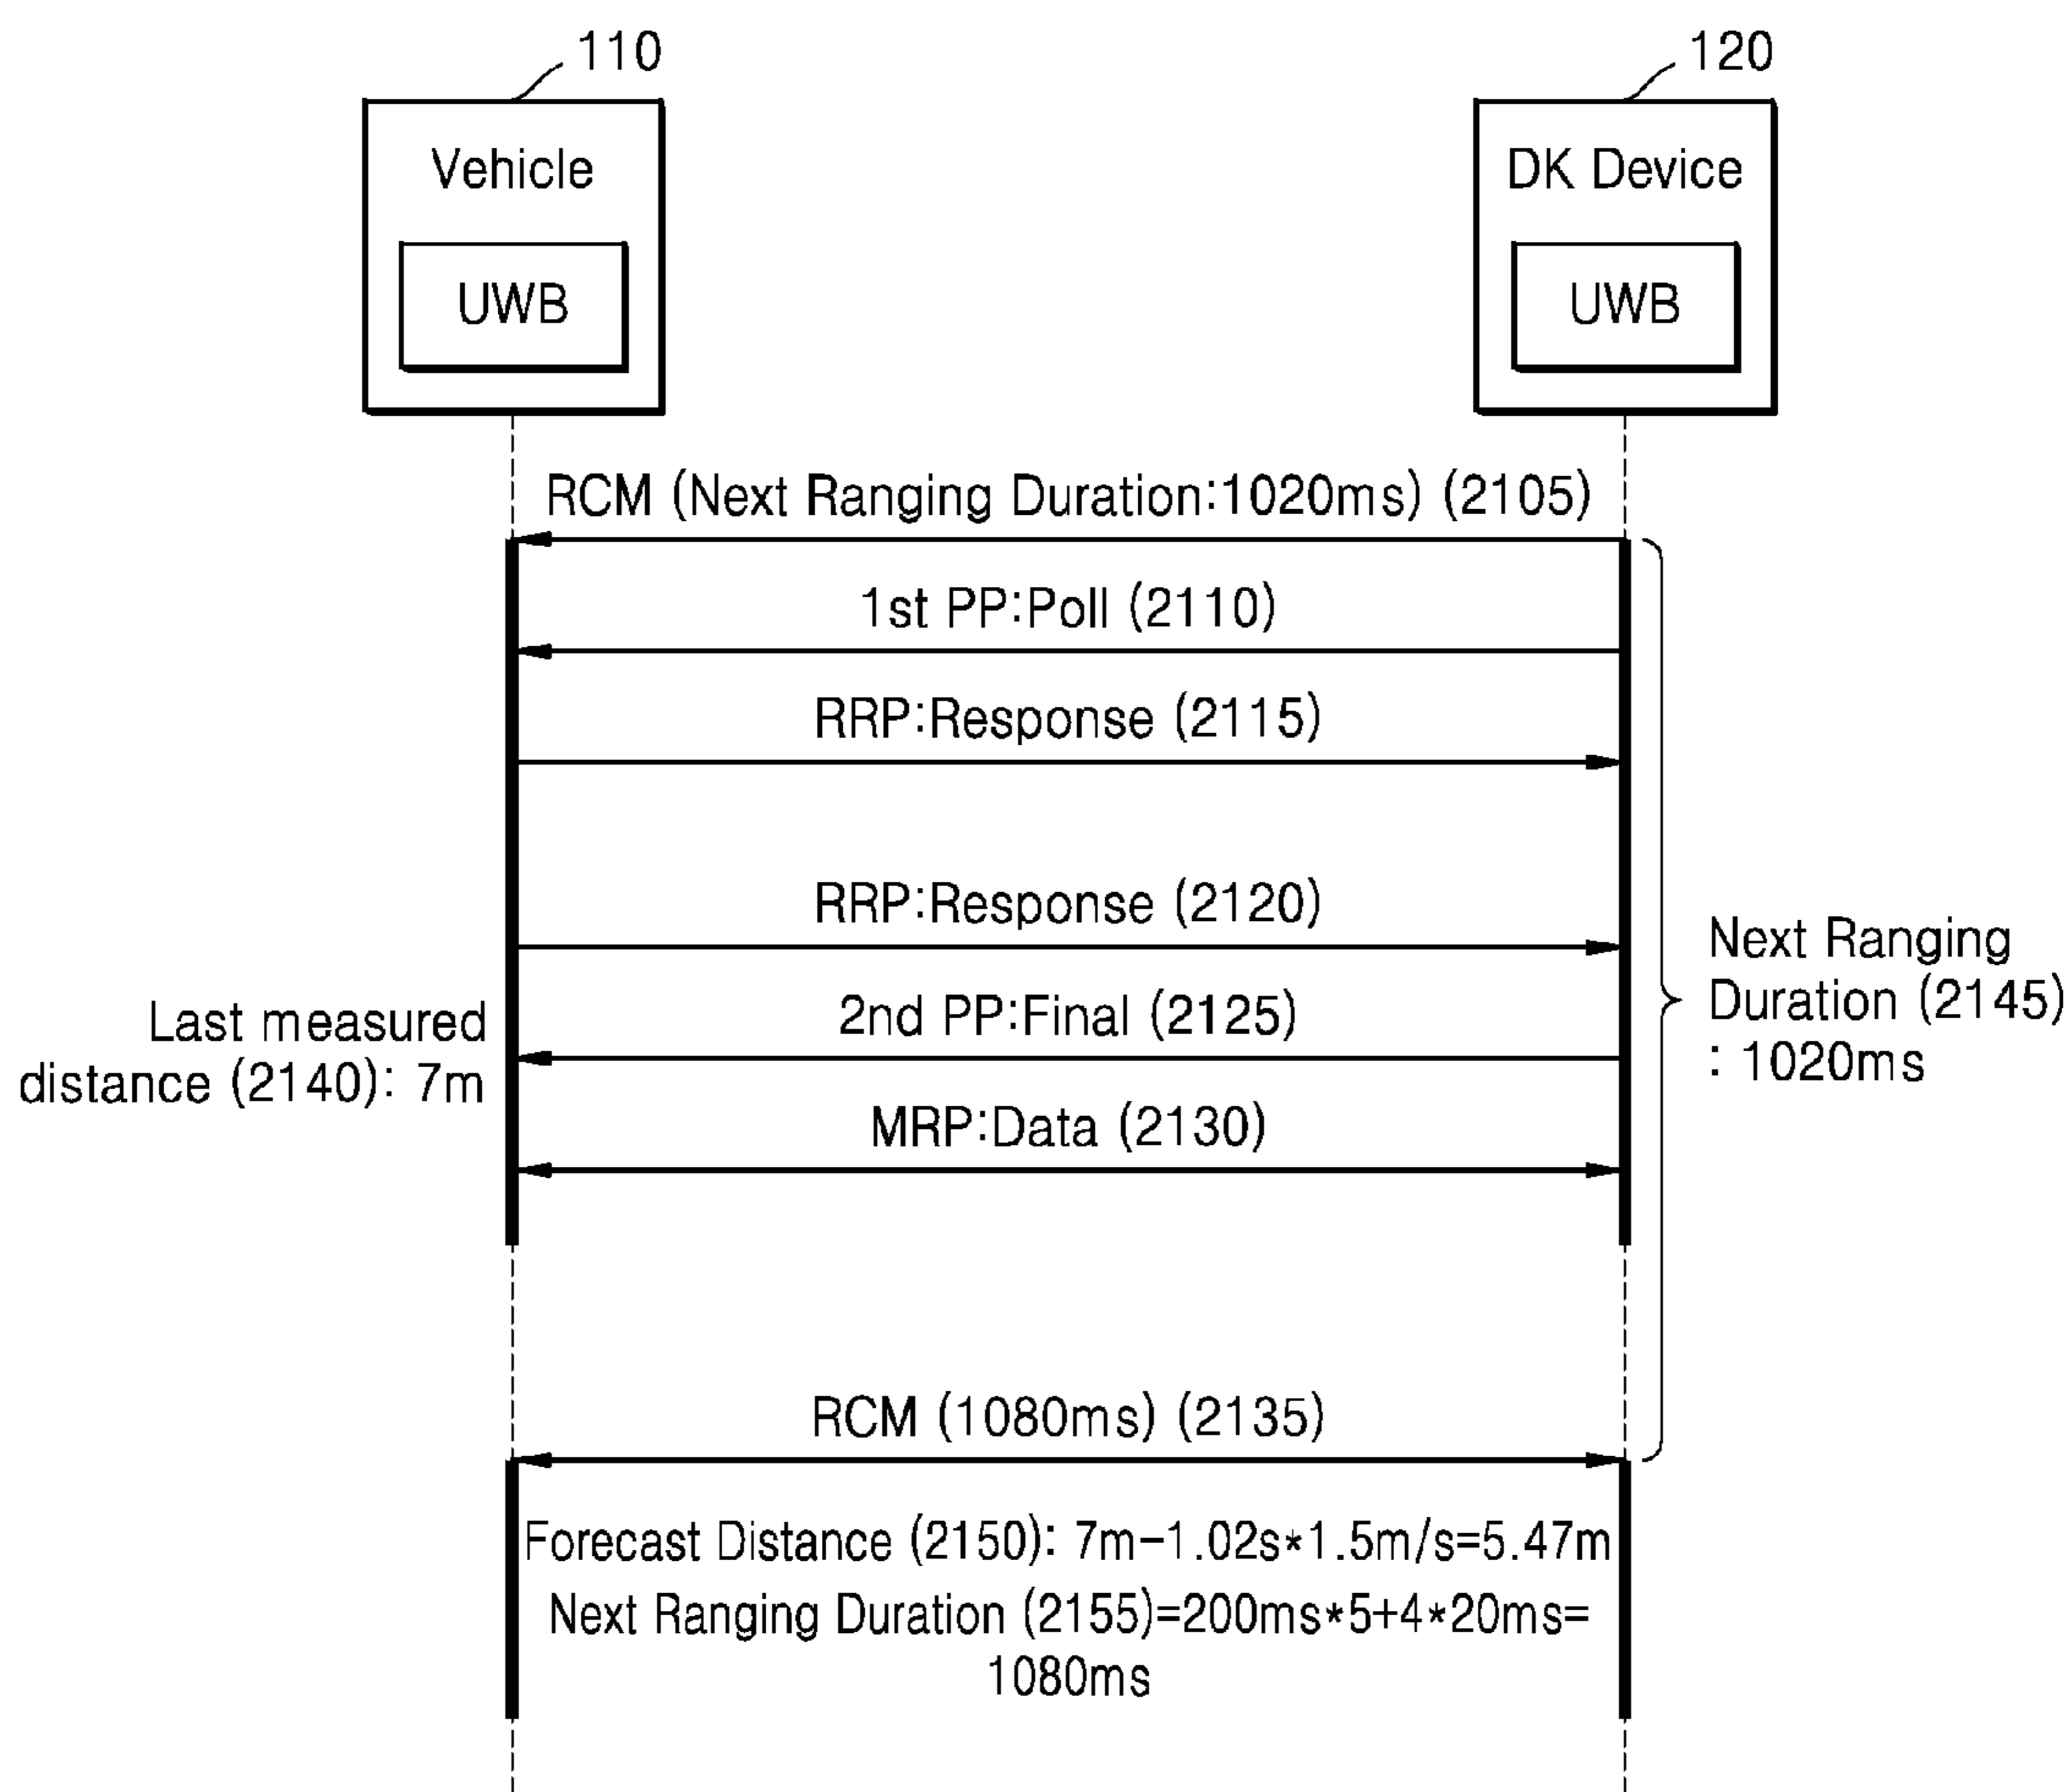 110
120
Vehicle
DK Device
UWB
UWB
RCM (Next Ranging Duration:1020ms) (2105)
1st PP:Poll (2110)
RRP:Response (2115)
RRP:Response (2120)
Next Ranging
Duration (2145)
: 1020ms
2nd PP:Final (2125)
Last measured
distance (2140): 7m
MRP:Data (2130)
RCM (1080ms) (2135)
Forecast Distance (2150): 7m-1.02s*1.5m/s=5.47m
Next Ranging Duration (2155)=200ms*5+4*20ms=
1080ms